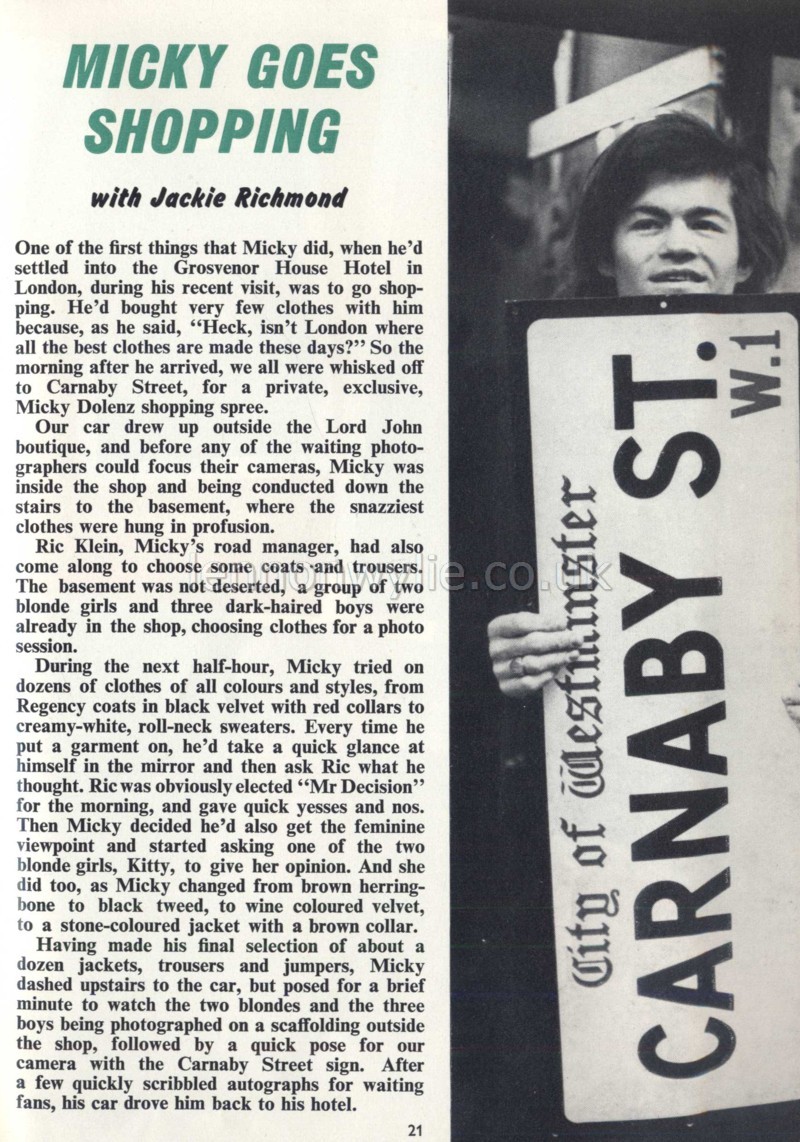 MICKY GOES
SHOPPING
with Jackie Richmond
One of the first things that Micky did, when he'd
settled into the Grosvenor House Hotel in
London, during his recent visit, was to go shop-
ping. He'd bought very few clothes with him
because, as he said, "Heck, isn't London where
all the best clothes are made these days?" So the
morning after he arrived, we all were whisked off
to Carnaby Street, for a private, exclusive,
Micky Dolenz shopping spree.
Our car drew up outside the Lord John
boutique, and before any of the waiting photo-
graphers could focus their cameras, Micky was
inside the shop and being conducted down the
stairs to the basement, where the snazziest
clothes were hung in profusion.
Ric Klein, Micky's road manager, had also
come along to choose some coats and trousers.
The basement was not deserted, a group of two
blonde girls and three dark-haired boys were
already in the shop, choosing clothes for a photo
session.
During the next half-hour, Micky tried on
dozens of clothes of all colours and styles, from
Regency coats in black velvet with red collars to
creamy-white, roll-neck sweaters. Every time he
put a garment on, he'd take a quick glance at
himself in the mirror and then ask Ric what he
thought. Ric was obviously elected "Mr Decision"
for the morning, and gave quick yesses and nos.
Then Micky decided he'd also get the feminine
viewpoint and started asking one of the two
blonde girls, Kitty, to give her opinion. And she
did too, as Micky changed from brown herring-
bone to black tweed, to wine coloured velvet,
to a stone-coloured jacket with a brown collar.
Having made his final selection of about a
dozen jackets, trousers and jumpers, Micky
dashed upstairs to the car, but posed for a brief
minute to watch the two blondes and the three
boys being photographed on a scaffolding outside
the shop, followed by a quick pose for our
camera with the Carnaby Street sign. After
a few quickly scribbled autographs for waiting
fans, his car drove him back to his hotel.
21
City of Westminster
CARNABY ST.
W.1
lennonwylie.co.uk